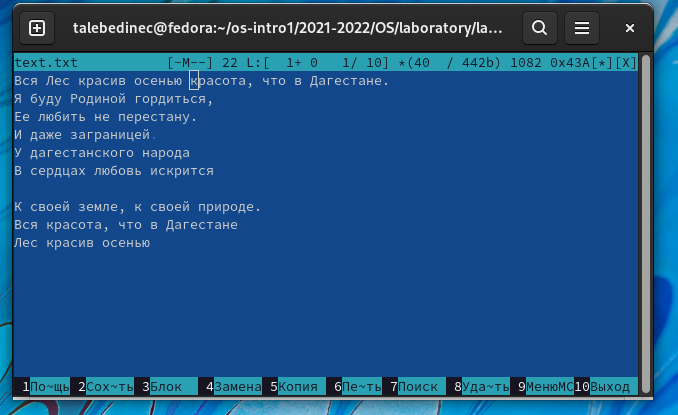 talebedinec@fedora:~/os-intro1/2021-2022/OS/laboratory/la...
text.txt [-M--] 22 L:[ 1+ 0 1/ 10] *(40 / 442b) 1082 0x43A[*][X]
Вся Лес красив осенью красота, что в Дагестане.
Я буду Родиной гордиться,
Ее любить не перестану.
И даже заграницей.
У дагестанского народа
В сердцах любовь искрится
К своей земле, к своей природе.
Вся красота, что в Дагестане
Лес красив осенью
1По~щь 2Сох~ть 3Блок 4Замена 5Копия 6Пе~ть 7Поиск 8Уда~ть 9МенюMC 10Выход